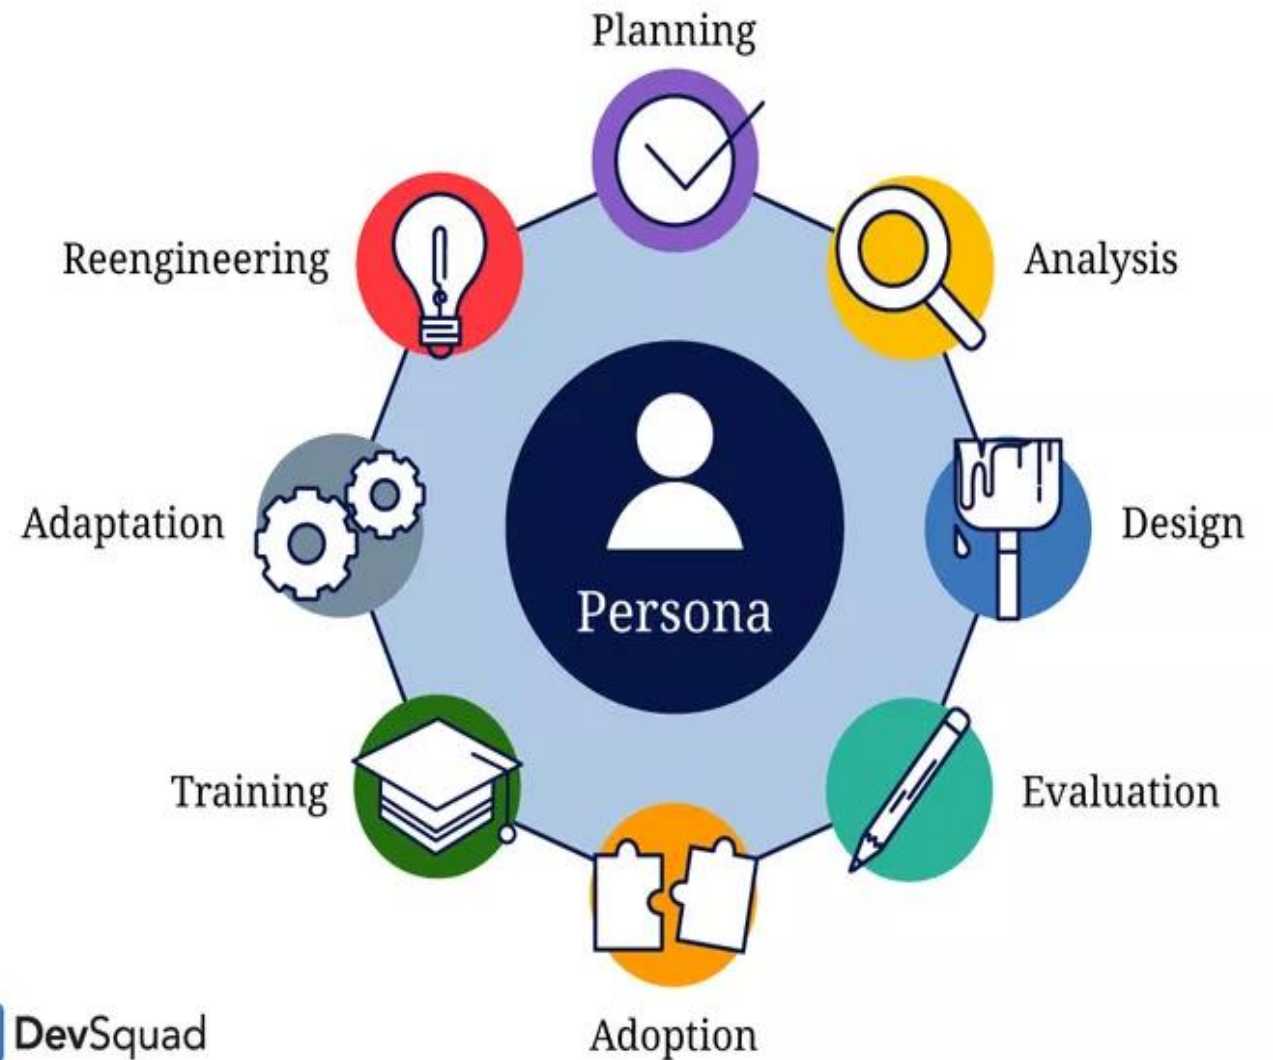 Planning
Reengineering
Analysis
Adaptation
Persona
Design
Training
Evaluation
Adoption
DevSquad